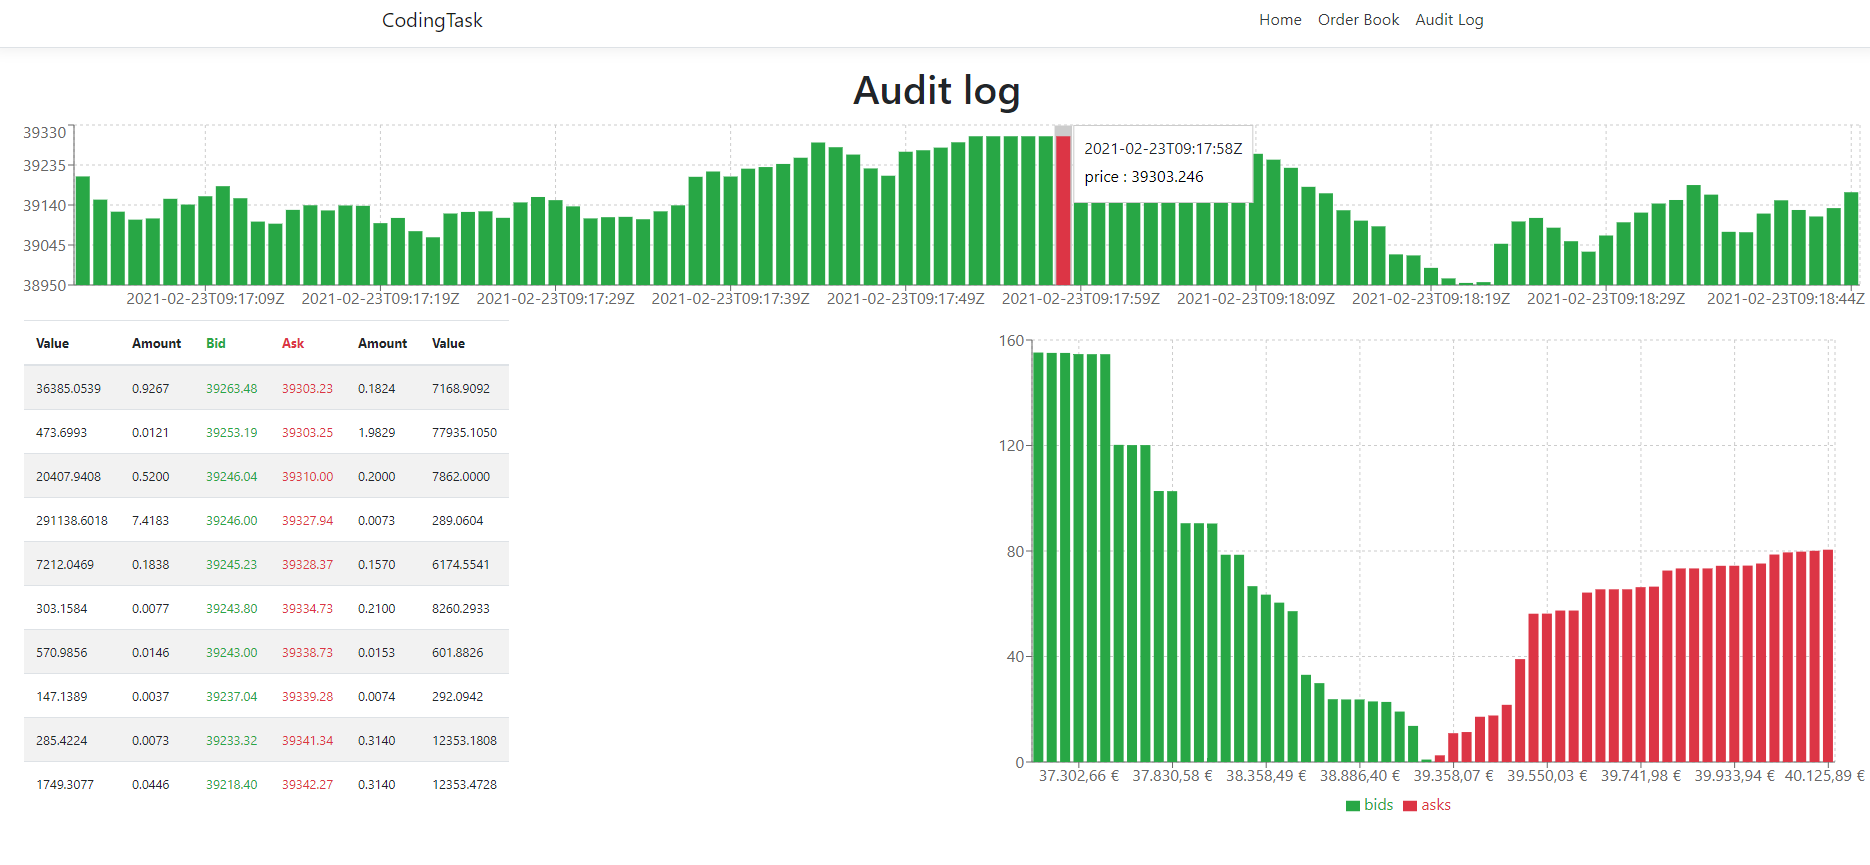 CodingTask Home Order Book Audit Log
Audit log
39330
39235
39140
39045
38950
2021-02-23T09:17:58Z
price : 39303.246
2021-02-23T09:17:09Z 2021-02-23T09:17:19Z 2021-02-23T09:17:29Z 2021-02-23T09:17:39Z 2021-02-23T09:17:49Z 2021-02-23T09:17:59Z 2021-02-23T09:18:09Z 2021-02-23T09:18:19Z 2021-02-23T09:18:29Z 2021-02-23T09:18:44Z
Value Amount Bid Ask Amount Value
36385.0539 0.9267 39263.48 39303.23 0.1824 7168.9092
473.6993 0.0121 39253.19 39303.25 1.9829 77935.1050
20407.9408 0.5200 39246.04 39310.00 0.2000 7862.0000
291138.6018 7.4183 39246.00 39327.94 0.0073 289.0604
7212.0469 0.1838 39245.23 39328.37 0.1570 6174.5541
303.1584 0.0077 39243.80 39334.73 0.2100 8260.2933
570.9856 0.0146 39243.00 39338.73 0.0153 601.8826
147.1389 0.0037 39237.04 39339.28 0.0074 292.0942
285.4224 0.0073 39233.32 39341.34 0.3140 12353.1808
1749.3077 0.0446 39218.40 39342.27 0.3140 12353.4728
160
120
80
40
0
37.302,66 € 37.830,58 € 38.358,49 € 38.886,40 € 39.358,07 € 39.550,03 € 39.741,98 € 39.933,94 € 40.125,89 €
bids asks